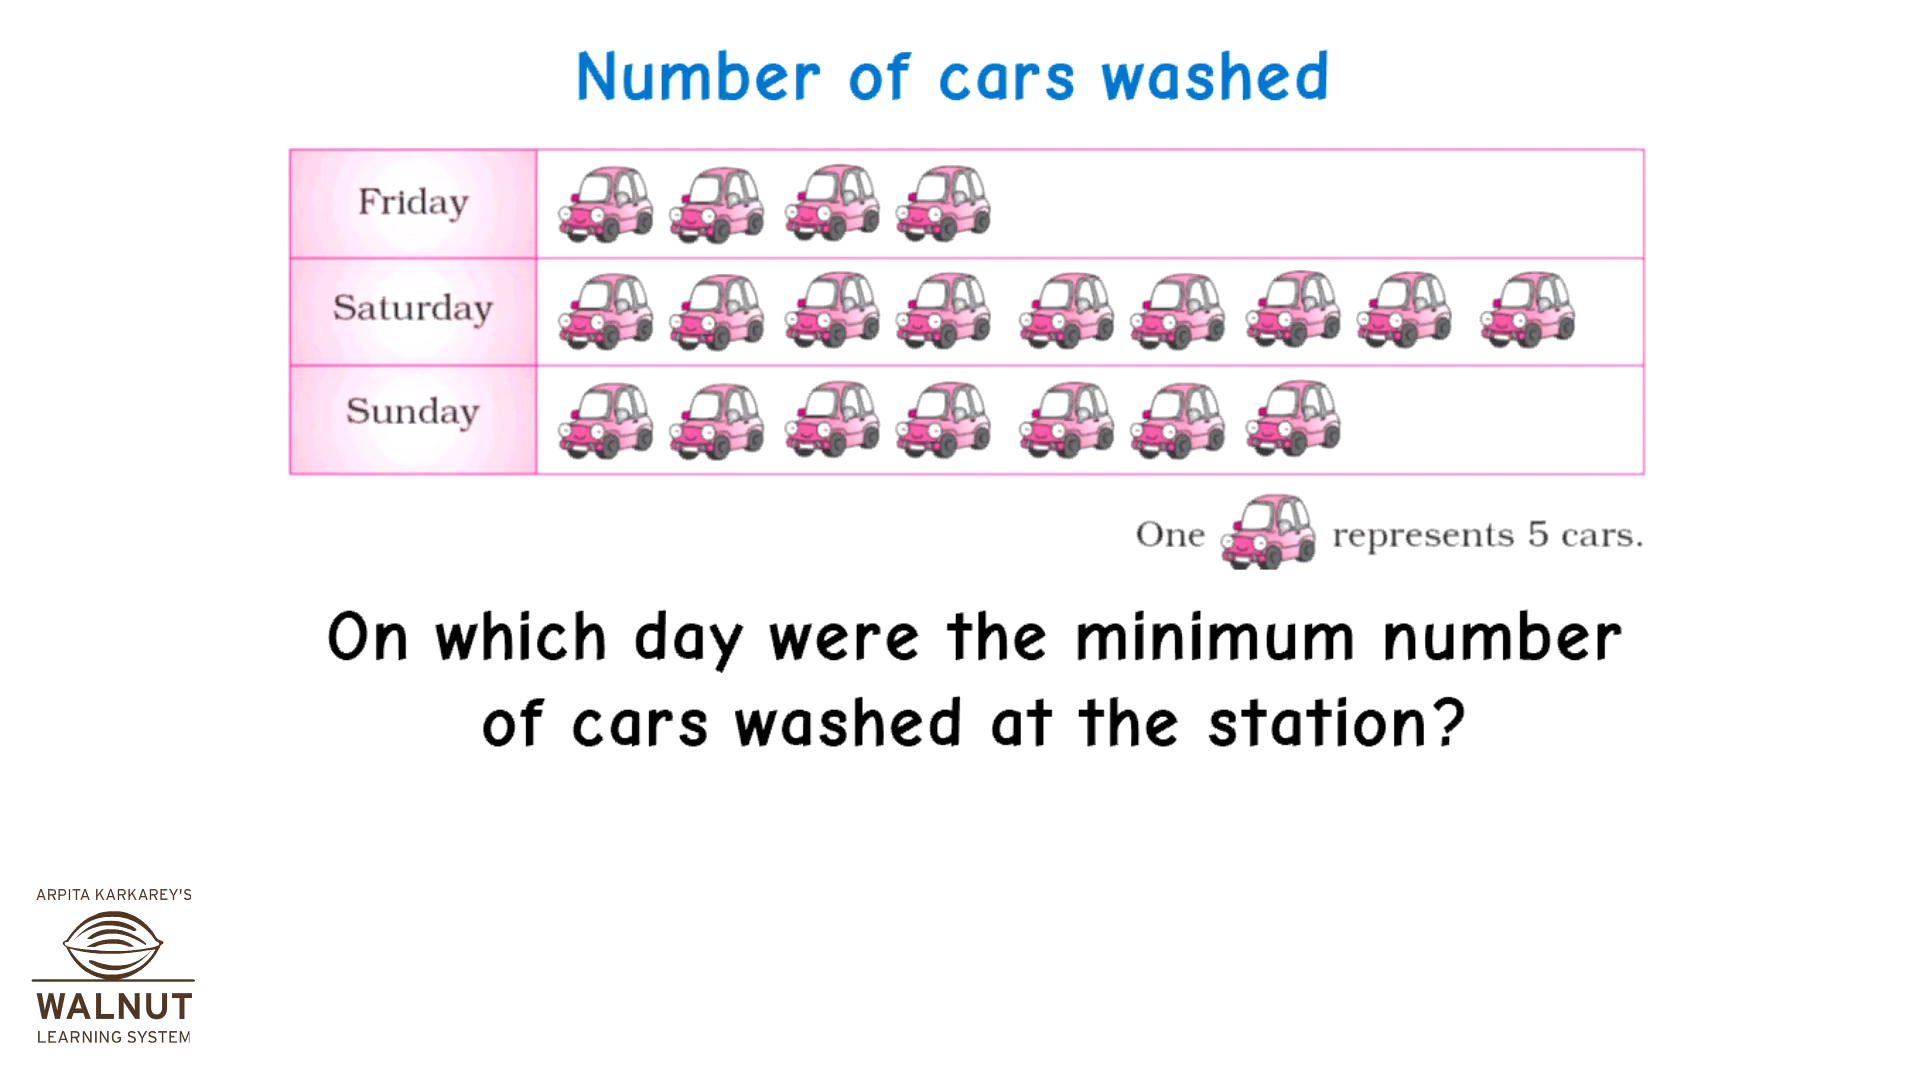 Number of cars washed
Friday
Saturday
Sunday
One represents 5 cars.
On which day were the minimum number
of cars washed at the station?
ARPITA KARKAREY'S
WALNUT
LEARNING SYSTEM